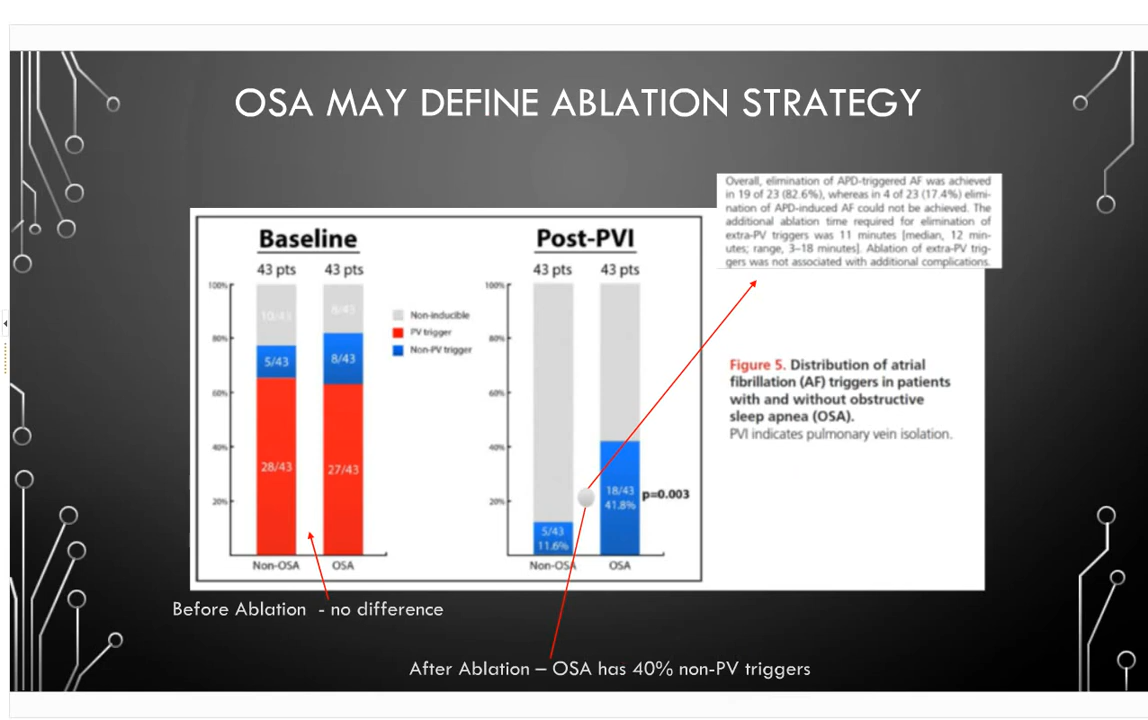 OSA MAY DEFINE ABLATION STRATEGY
Overall, elimination of APD-triggered AF was achieved
in 19 of 23 (82.6%), whereas in 4 of 23 (17.4%) elimi-
nation of APD-induced AF could not be achieved. The
additional ablation time required for elimination of
extra-PV triggers was 11 minutes [median, 12 min-
utes; range, 3–18 minutes]. Ablation of extra-PV trig-
gers was not associated with additional complications.
Baseline
43 pts 43 pts
100%
80%
60%
40%
20%
10/43
8/43
5/43
8/43
28/43
27/43
Non-OSA OSA
Non-inducible
PV trigger
Non-PV trigger
Post-PVI
43 pts 43 pts
100%
80%
60%
40%
20%
5/43
11.6%
18/43
41.8%
p=0.003
Non-OSA OSA
Figure 5. Distribution of atrial
fibrillation (AF) triggers in patients
with and without obstructive
sleep apnea (OSA).
PVI indicates pulmonary vein isolation.
Before Ablation - no difference
After Ablation – OSA has 40% non-PV triggers